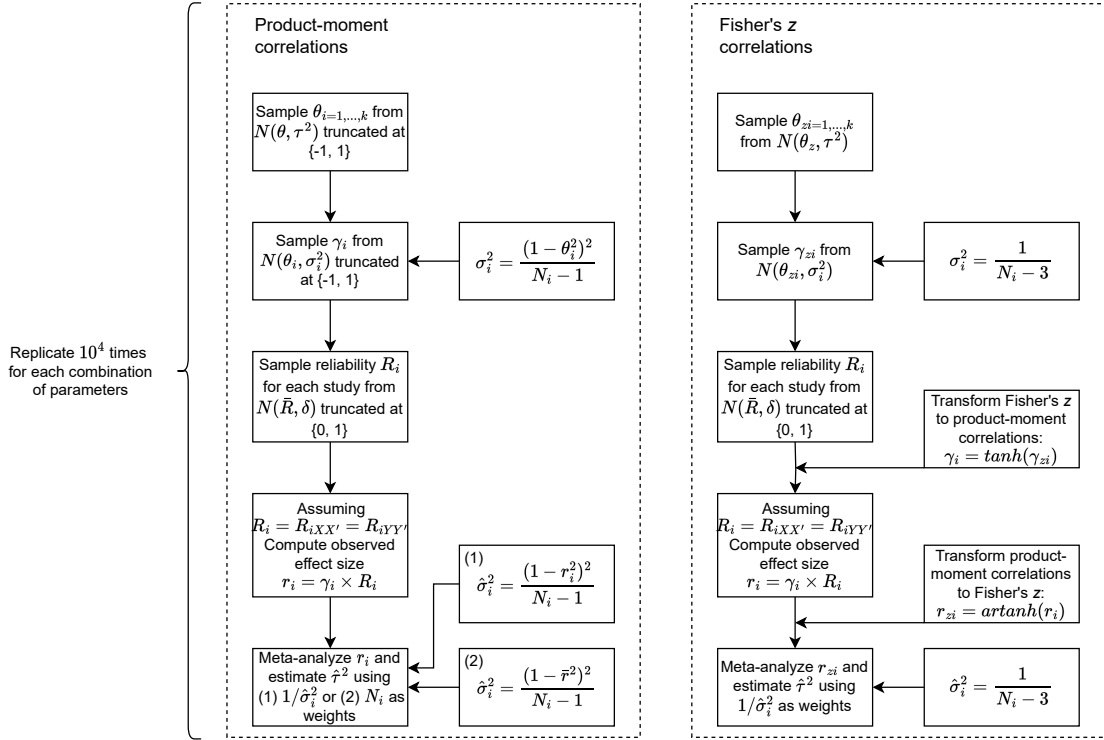 Replicate 10⁴ times
for each combination
of parameters
Product-moment
correlations
Sample θ_{i=1,...,k} from
N(θ, τ²) truncated at
{-1, 1}
Sample γ_i from
N(θ_i, σ_i²) truncated
at {-1, 1}
σ_i² = (1 − θ_i²)² / (N_i − 1)
Sample reliability R_i
for each study from
N(R̄, δ) truncated at
{0, 1}
Assuming
R_i = R_{iXX′} = R_{iYY′}
Compute observed
effect size
r_i = γ_i × R_i
(1)
σ̂_i² = (1 − r_i²)² / (N_i − 1)
Meta-analyze r_i and
estimate τ̂² using
(1) 1/σ̂_i² or (2) N_i as
weights
(2)
σ̂_i² = (1 − r̄²)² / (N_i − 1)
Fisher's z
correlations
Sample θ_{zi=1,...,k}
from N(θ_z, τ²)
Sample γ_{zi} from
N(θ_{zi}, σ_i²)
σ_i² = 1 / (N_i − 3)
Sample reliability R_i
for each study from
N(R̄, δ) truncated at
{0, 1}
Transform Fisher's z
to product-moment
correlations:
γ_i = tanh(γ_{zi})
Assuming
R_i = R_{iXX′} = R_{iYY′}
Compute observed
effect size
r_i = γ_i × R_i
Transform product-
moment correlations
to Fisher's z:
r_{zi} = artanh(r_i)
Meta-analyze r_{zi} and
estimate τ̂² using
1/σ̂_i² as weights
σ̂_i² = 1 / (N_i − 3)